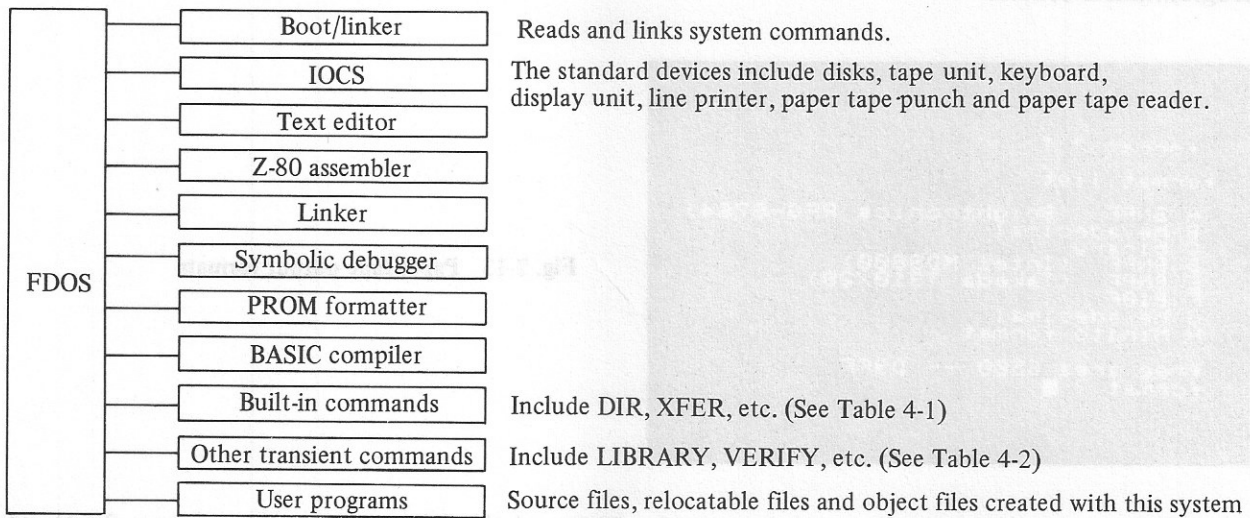 FDOS
Boot/linker Reads and links system commands.
IOCS The standard devices include disks, tape unit, keyboard,
display unit, line printer, paper tape punch and paper tape reader.
Text editor
Z-80 assembler
Linker
Symbolic debugger
PROM formatter
BASIC compiler
Built-in commands Include DIR, XFER, etc. (See Table 4-1)
Other transient commands Include LIBRARY, VERIFY, etc. (See Table 4-2)
User programs Source files, relocatable files and object files created with this system